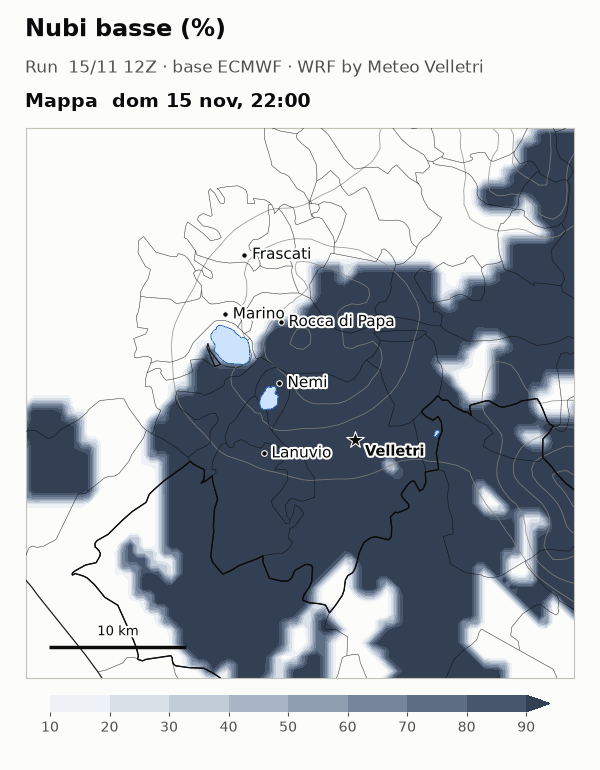 Nubi basse (%)
Run  15/11 12Z · base ECMWF · WRF by Meteo Velletri
Mappa  dom 15 nov, 22:00
Frascati
Marino
Rocca di Papa
Nemi
Velletri
Lanuvio
10 km
10 20 30 40 50 60 70 80 90